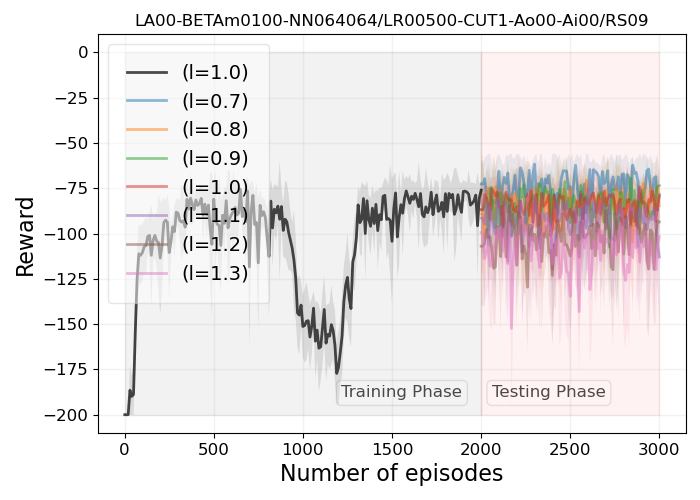 LA00-BETAm0100-NN064064/LR00500-CUT1-Ao00-Ai00/RS09
Reward
0
−25
−50
−75
−100
−125
−150
−175
−200
(l=1.0)
(l=0.7)
(l=0.8)
(l=0.9)
(l=1.0)
(l=1.1)
(l=1.2)
(l=1.3)
Training Phase
Testing Phase
0
500
1000
1500
2000
2500
3000
Number of episodes